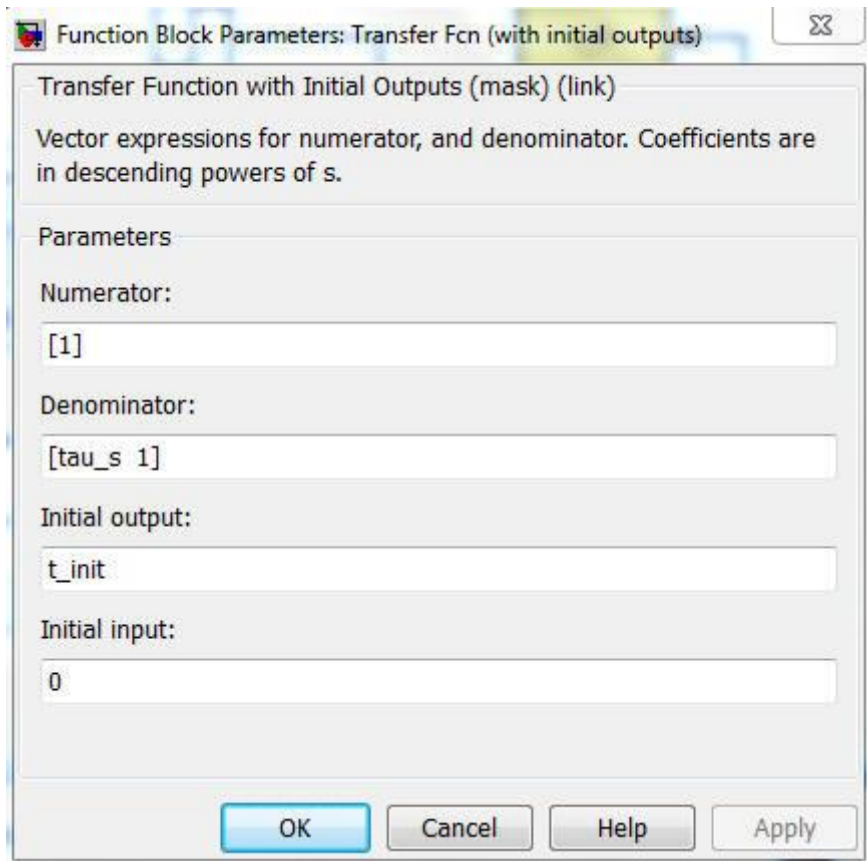 Function Block Parameters: Transfer Fcn (with initial outputs)
Transfer Function with Initial Outputs (mask) (link)
Vector expressions for numerator, and denominator. Coefficients are
in descending powers of s.
Parameters
Numerator:
[1]
Denominator:
[tau_s 1]
Initial output:
t_init
Initial input:
0
OK Cancel Help Apply